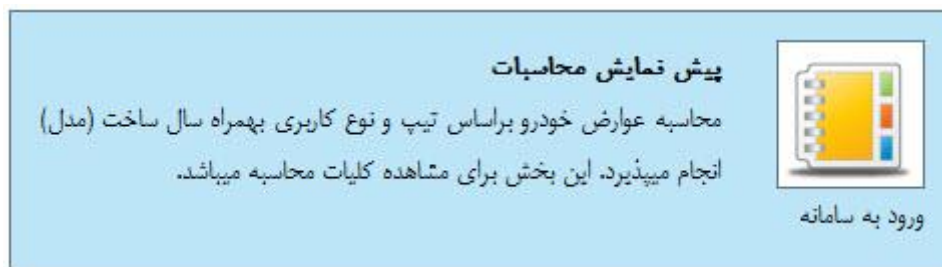 پیش نمایش محاسبات
محاسبه عوارض خودرو براساس تیپ و نوع کاربری بهمراه سال ساخت (مدل)
انجام میپذیرد. این بخش برای مشاهده کلیات محاسبه میباشد.
ورود به سامانه